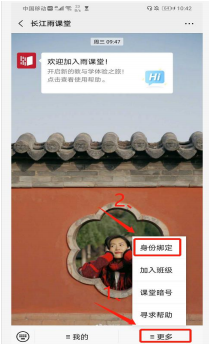 中国移动 10:42
长江雨课堂
周三 09:47
欢迎加入雨课堂!
开启新的教与学体验之旅!
点击查看使用帮助。
Hi
2、
身份绑定
加入班级
课堂暗号
1
寻求帮助
≡ 我的
≡ 更多